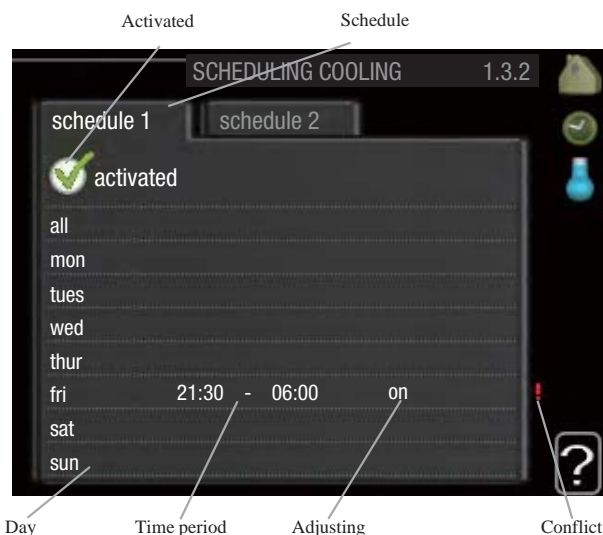 Activated Schedule
SCHEDULING COOLING 1.3.2
schedule 1 schedule 2
activated
all
mon
tues
wed
thur
fri 21:30 - 06:00 on !
sat
sun
?
Day Time period Adjusting Conflict